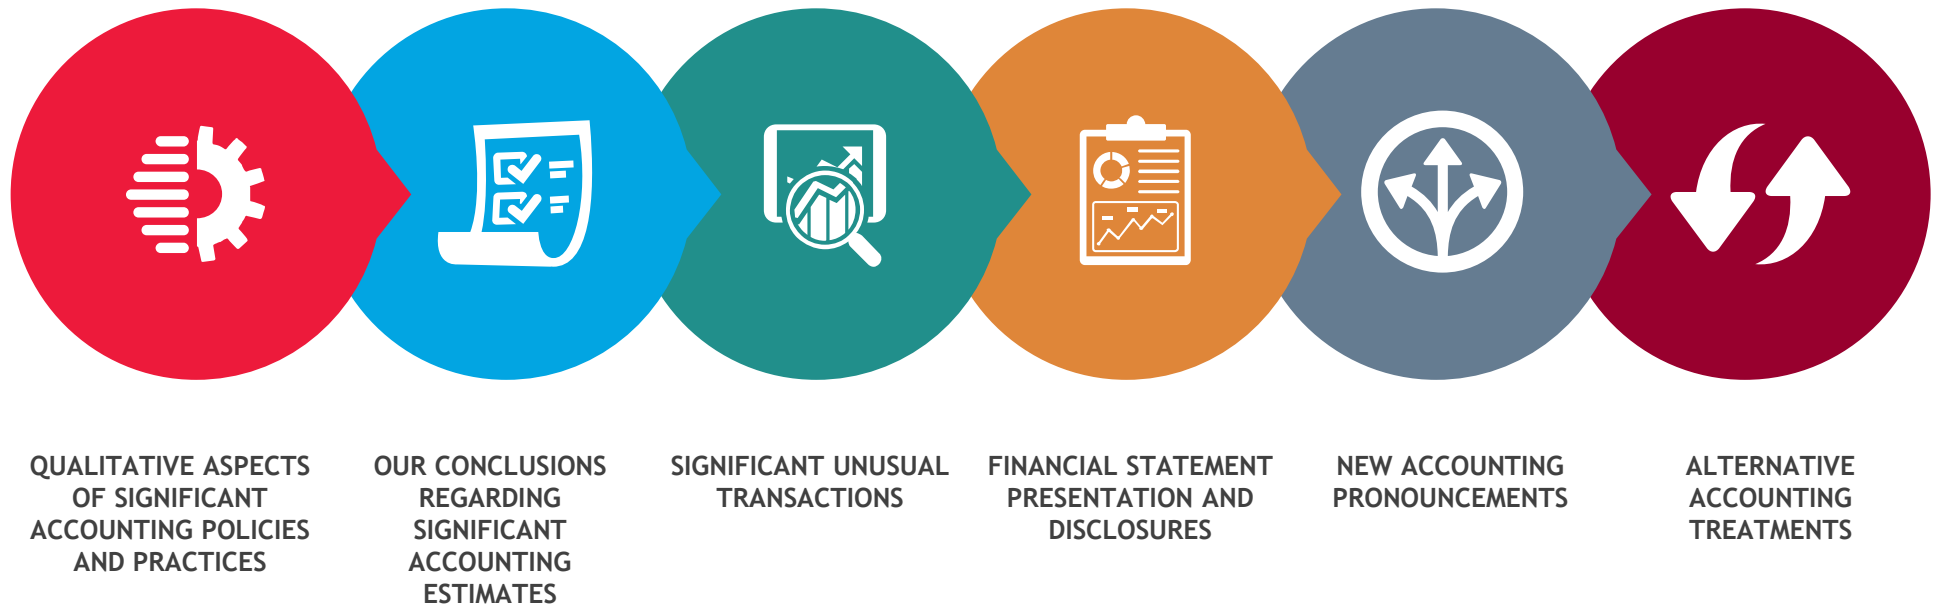 QUALITATIVE ASPECTS
OF SIGNIFICANT
ACCOUNTING POLICIES
AND PRACTICES
OUR CONCLUSIONS
REGARDING
SIGNIFICANT
ACCOUNTING
ESTIMATES
SIGNIFICANT UNUSUAL
TRANSACTIONS
FINANCIAL STATEMENT
PRESENTATION AND
DISCLOSURES
NEW ACCOUNTING
PRONOUNCEMENTS
ALTERNATIVE
ACCOUNTING
TREATMENTS